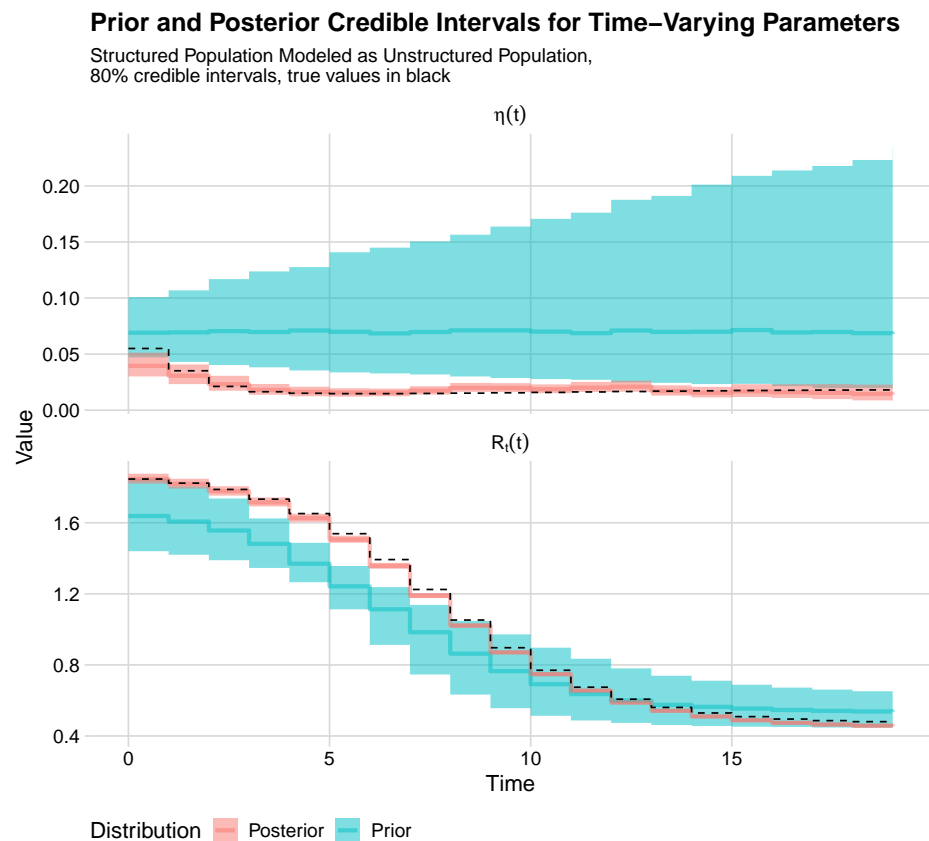 Prior and Posterior Credible Intervals for Time−Varying Parameters
Structured Population Modeled as Unstructured Population,
80% credible intervals, true values in black
η(t)
0.20
0.15
0.10
0.05
0.00
Value
Rₜ(t)
1.6
1.2
0.8
0.4
0 5 10 15
Time
Distribution Posterior Prior